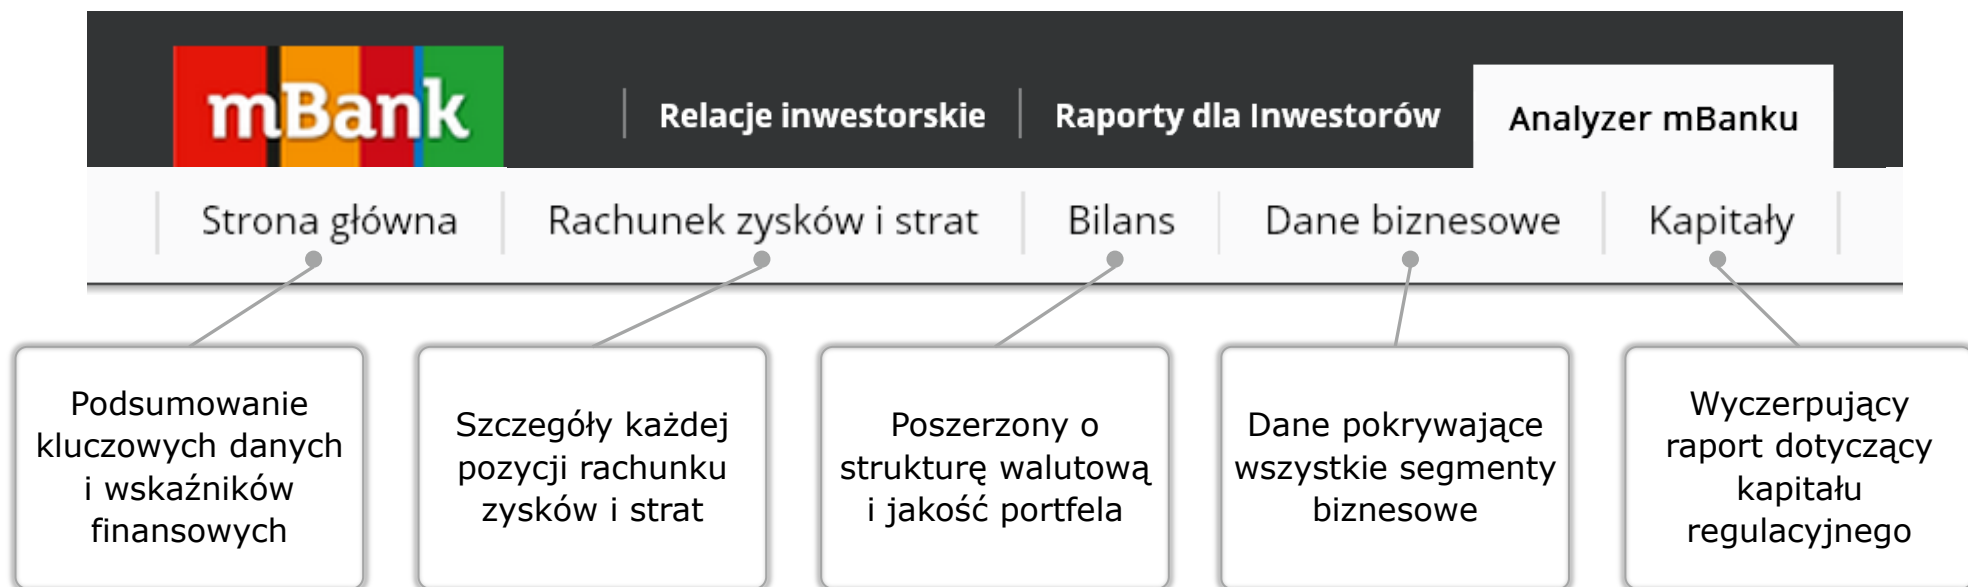 mBank
Relacje inwestorskie
Raporty dla Inwestorów
Analyzer mBanku
Strona główna
Rachunek zysków i strat
Bilans
Dane biznesowe
Kapitały
Podsumowanie
kluczowych danych
i wskaźników
finansowych
Szczegóły każdej
pozycji rachunku
zysków i strat
Poszerzony o
strukturę walutową
i jakość portfela
Dane pokrywające
wszystkie segmenty
biznesowe
Wyczerpujący
raport dotyczący
kapitału
regulacyjnego